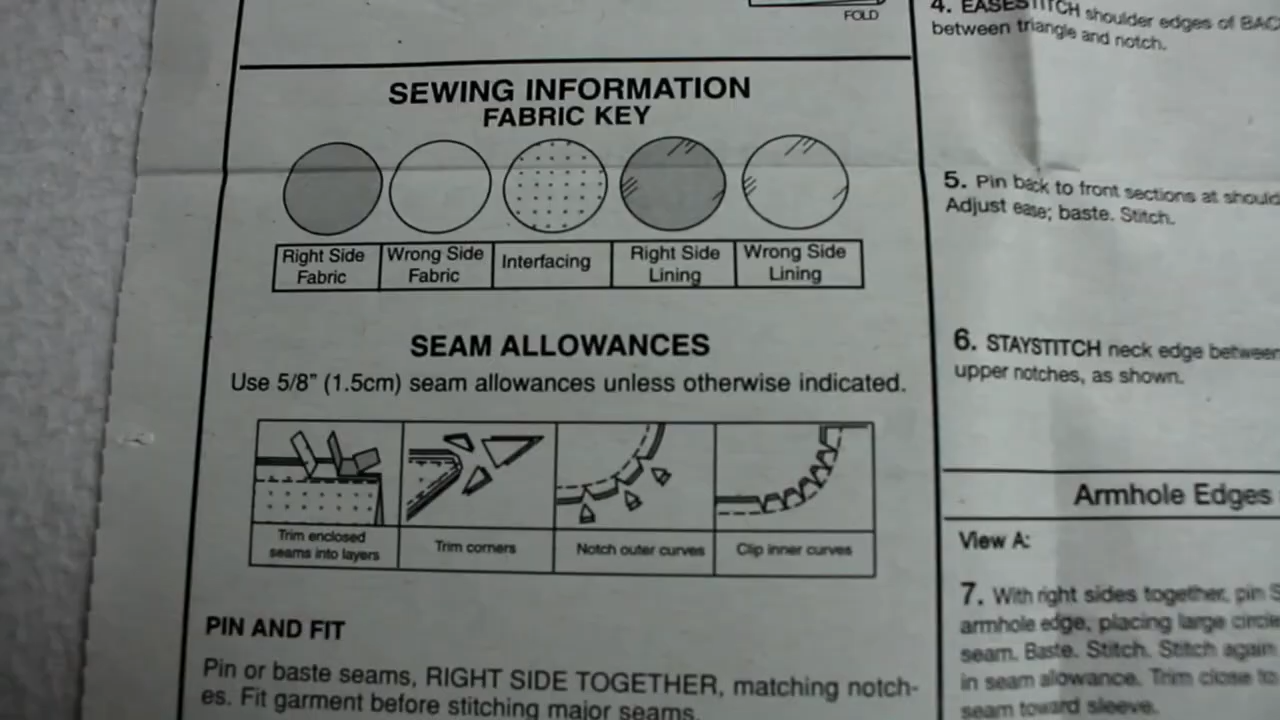 FOLD
SEWING INFORMATION
FABRIC KEY
Right Side
Fabric
Wrong Side
Fabric
Interfacing
Right Side
Lining
Wrong Side
Lining
SEAM ALLOWANCES
Use 5/8" (1.5cm) seam allowances unless otherwise indicated.
Trim enclosed
seams into layers
Trim corners
Notch outer curves
Clip inner curves
PIN AND FIT
Pin or baste seams, RIGHT SIDE TOGETHER, matching notch-
es. Fit garment before stitching major seams.
4. EASESTITCH shoulder edges of
between triangle and notch.
5. Pin back to front sections at
Adjust ease; baste. Stitch.
6. STAYSTITCH neck edge between
upper notches, as shown.
Armhole Edges
View A:
7. With right sides together, pin
armhole edge, placing large
seam. Baste. Stitch. Stitch again
in seam allowance. Trim close to
seam toward sleeve.